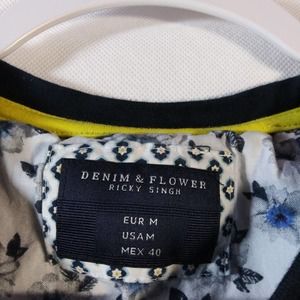 DENIM & FLOWER
RICKY SINGH
EUR M
USA M
MEX 40